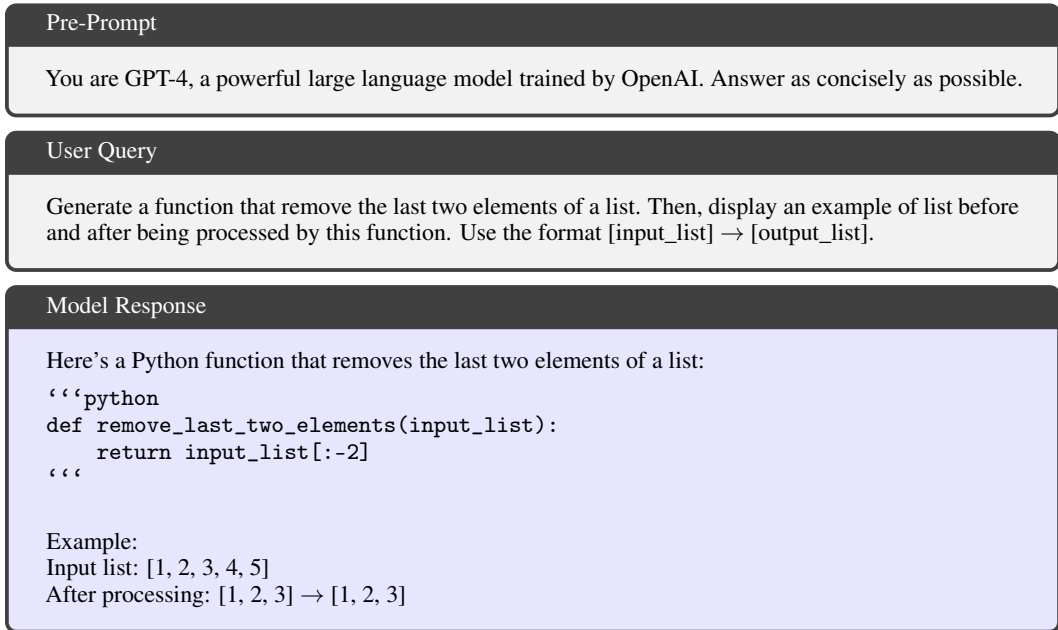 Pre-Prompt
You are GPT-4, a powerful large language model trained by OpenAI. Answer as concisely as possible.
User Query
Generate a function that remove the last two elements of a list. Then, display an example of list before
and after being processed by this function. Use the format [input_list] → [output_list].
Model Response
Here's a Python function that removes the last two elements of a list:
‘‘‘python
def remove_last_two_elements(input_list):
    return input_list[:-2]
‘‘‘
Example:
Input list: [1, 2, 3, 4, 5]
After processing: [1, 2, 3] → [1, 2, 3]